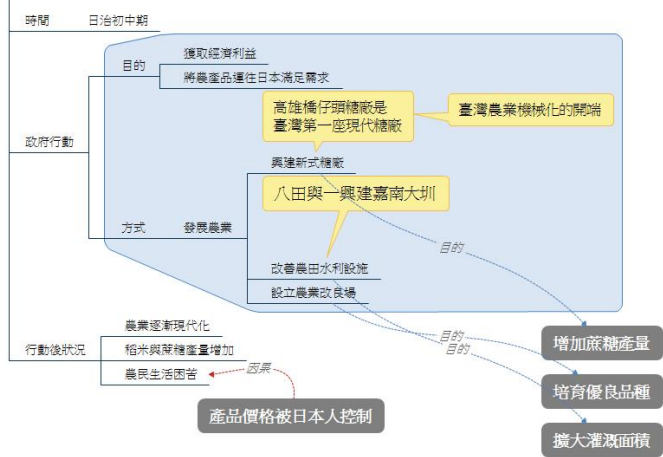 時間
日治初中期
政府行動
目的
獲取經濟利益
將農產品運往日本滿足需求
高雄橋仔頭糖廠是
臺灣第一座現代糖廠
臺灣農業機械化的開端
方式
發展農業
興建新式糖廠
八田與一興建嘉南大圳
改善農田水利設施
設立農業改良場
目的
目的
目的
增加蔗糖產量
培育優良品種
擴大灌溉面積
行動後狀況
農業逐漸現代化
稻米與蔗糖產量增加
農民生活困苦
因果
產品價格被日本人控制